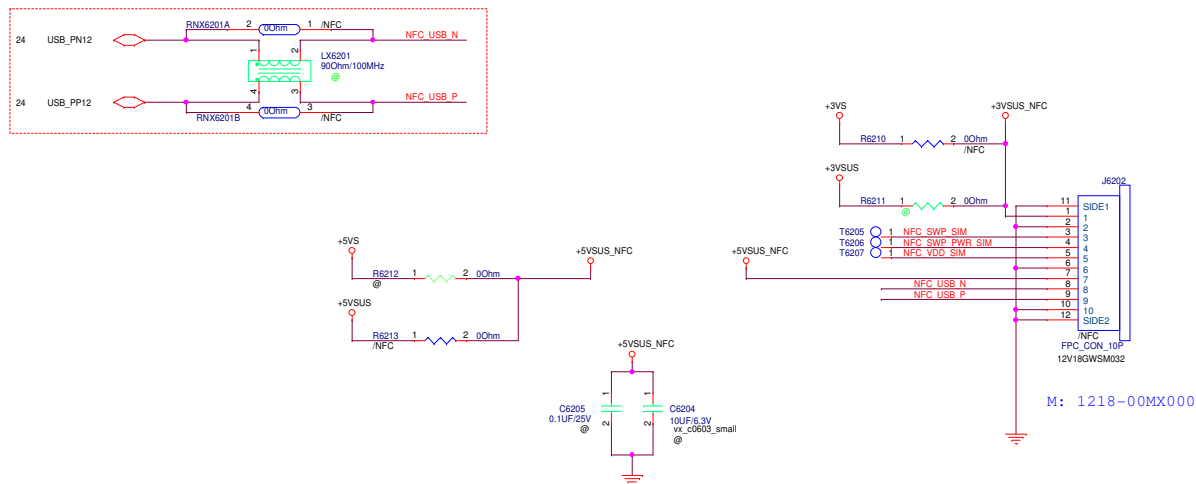 RNX6201A 2 0Ohm 1 /NFC
24 USB_PN12 NFC_USB_N
1 2
LX6201
90Ohm/100MHz
@
4 3
24 USB_PP12 NFC_USB_P
4 0Ohm 3
RNX6201B /NFC
+3VS +3VSUS_NFC
R6210 1 2 0Ohm
/NFC
+3VSUS
R6211 1 2 0Ohm
@
J6202
11 SIDE1
1 1
2 2
T6205 1 NFC_SWP_SIM 3 3
T6206 1 NFC_SWP_PWR_SIM 4 4
T6207 1 NFC_VDD_SIM 5 5
6 6
7 7
NFC_USB_N 8 8
NFC_USB_P 9 9
10 10
12 SIDE2
/NFC
FPC_CON_10P
12V18GWSM032
M: 1218-00MX000
+5VS +5VSUS_NFC +5VSUS_NFC
R6212 1 2 0Ohm
@
+5VSUS
R6213 1 2 0Ohm
/NFC
+5VSUS_NFC
1 1
C6205 C6204
0.1UF/25V 10UF/6.3V
2 2
@ vx_c0603_small
@